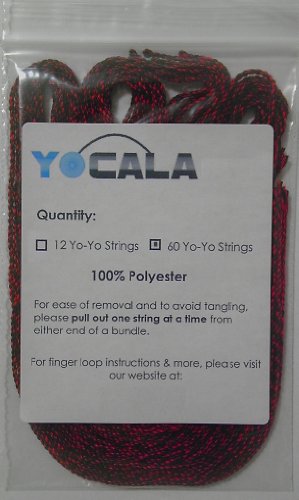 YOCALA
Quantity:
12 Yo-Yo Strings 60 Yo-Yo Strings
100% Polyester
For ease of removal and to avoid tangling,
please pull out one string at a time from
either end of a bundle.
For finger loop instructions & more, please visit
our website at: